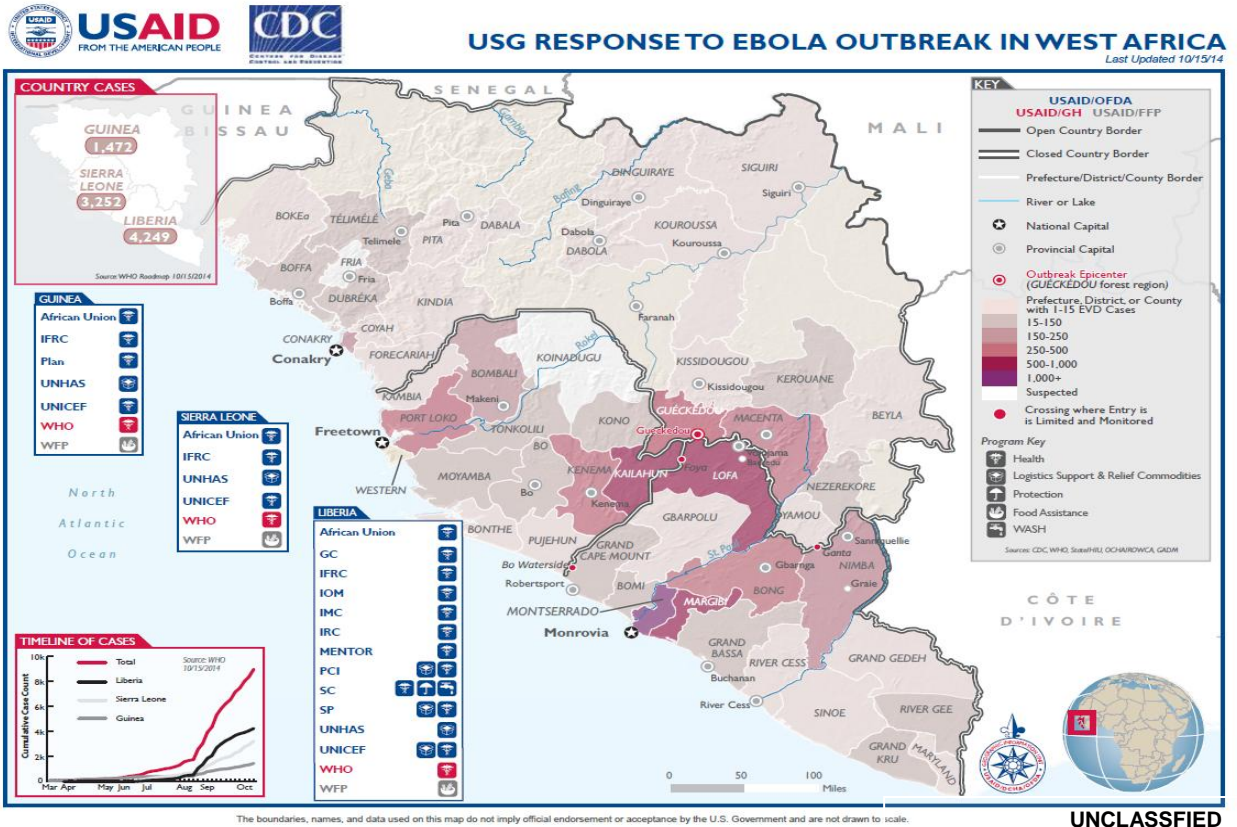 USAID
FROM THE AMERICAN PEOPLE
CDC
CENTERS FOR DISEASE
CONTROL AND PREVENTION
USG RESPONSE TO EBOLA OUTBREAK IN WEST AFRICA
Last Updated 10/15/14
COUNTRY CASES
GUINEA
1,472
SIERRA
LEONE
3,252
LIBERIA
4,249
Source: WHO Roadmap 10/15/2014
GUINEA
BISSAU
SENEGAL
MALI
CÔTE
D'IVOIRE
North
Atlantic
Ocean
GUINEA
African Union
IFRC
Plan
UNHAS
UNICEF
WHO
WFP
SIERRA LEONE
African Union
IFRC
UNHAS
UNICEF
WHO
WFP
LIBERIA
African Union
GC
IFRC
IOM
IMC
IRC
MENTOR
PCI
SC
SP
UNHAS
UNICEF
WHO
WFP
TIMELINE OF CASES
Source: WHO
10/15/2014
Cumulative Case Count
10k
8k
6k
4k
2k
0
Total
Liberia
Sierra Leone
Guinea
Mar Apr May Jun Jul Aug Sep Oct
KEY
USAID/OFDA
USAID/GH USAID/FFP
Open Country Border
Closed Country Border
Prefecture/District/County Border
River or Lake
National Capital
Provincial Capital
Outbreak Epicenter
(GUÉCKÉDOU forest region)
Prefecture, District, or County
with 1-15 EVD Cases
15-150
150-250
250-500
500-1,000
1,000+
Suspected
Crossing where Entry is
is Limited and Monitored
Program Key
Health
Logistics Support & Relief Commodities
Protection
Food Assistance
WASH
Sources: CDC, WHO, State/HIU, OCHA/ROWCA, GADM
Gambia
Geba
Bafing
DINGUIRAYE
Dinguiraye
SIGUIRI
Siguiri
BOKEa
TÉLIMÉLÉ
Telimele
Pita
PITA
DABALA
Dabola
DABOLA
KOUROUSSA
Kouroussa
BOFFA
Boffa
FRIA
Fria
DUBRÉKA
KINDIA
COYAH
CONAKRY
Conakry
FORECARIAH
Faranah
KISSIDOUGOU
Kissidougou
KEROUANE
BEYLA
Rokel
KOINADUGU
BOMBALI
Makeni
KAMBIA
PORT LOKO
TONKOLILI
KONO
Freetown
WESTERN
MOYAMBA
BO
Bo
KENEMA
Kenema
KAILAHUN
BONTHE
PUJEHUN
GUÉCKÉDOU
Gueckedou
MACENTA
Foya
LOFA
NZEREKORE
YAMOU
GBARPOLU
GRAND
CAPE MOUNT
Bo Waterside
Robertsport
BOMI
St. Paul
MONTSERRADO
Monrovia
MARGIBI
BONG
Gbarnga
Ganta
NIMBA
Graie
GRAND
BASSA
Buchanan
RIVER CESS
River Cess
GRAND GEDEH
SINOE
RIVER GEE
GRAND
KRU
MARYLAND
0 50 100
Miles
The boundaries, names, and data used on this map do not imply official endorsement or acceptance by the U.S. Government and are not drawn to scale.
UNCLASSFIED